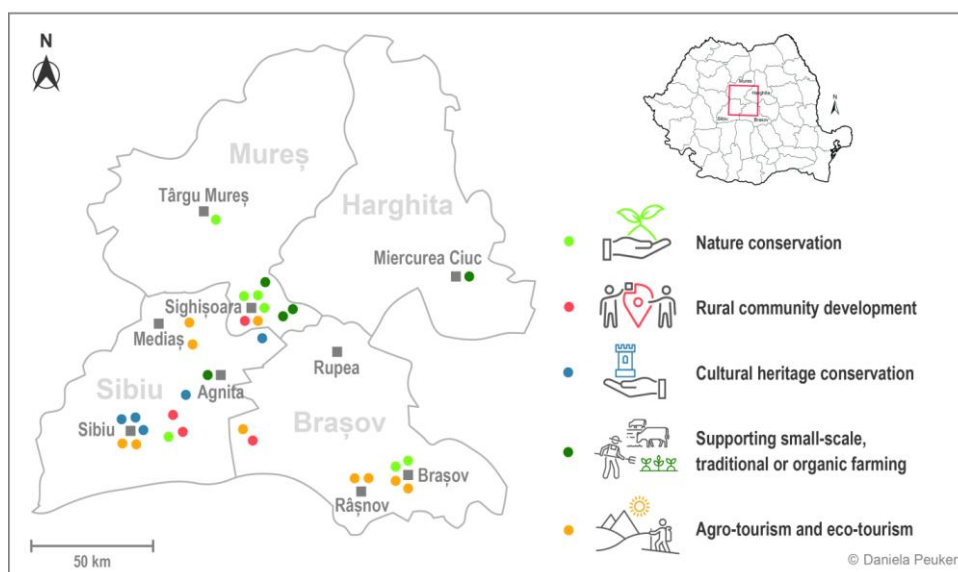 N
Mureș
Târgu Mureș
Harghita
Miercurea Ciuc
Sighișoara
Mediaș
Rupea
Sibiu
Agnita
Brașov
Sibiu
Brașov
Râșnov
50 km
Mureș
Harghita
Sibiu
Brașov
N
Nature conservation
Rural community development
Cultural heritage conservation
Supporting small-scale,
traditional or organic farming
Agro-tourism and eco-tourism
© Daniela Peuker